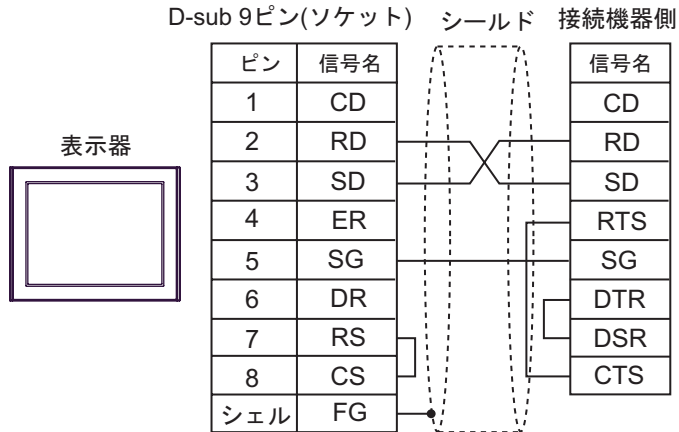 D-sub 9ピン(ソケット) シールド 接続機器側
表示器
ピン 信号名 信号名
1 CD CD
2 RD RD
3 SD SD
4 ER RTS
5 SG SG
6 DR DTR
7 RS DSR
8 CS CTS
シェル FG